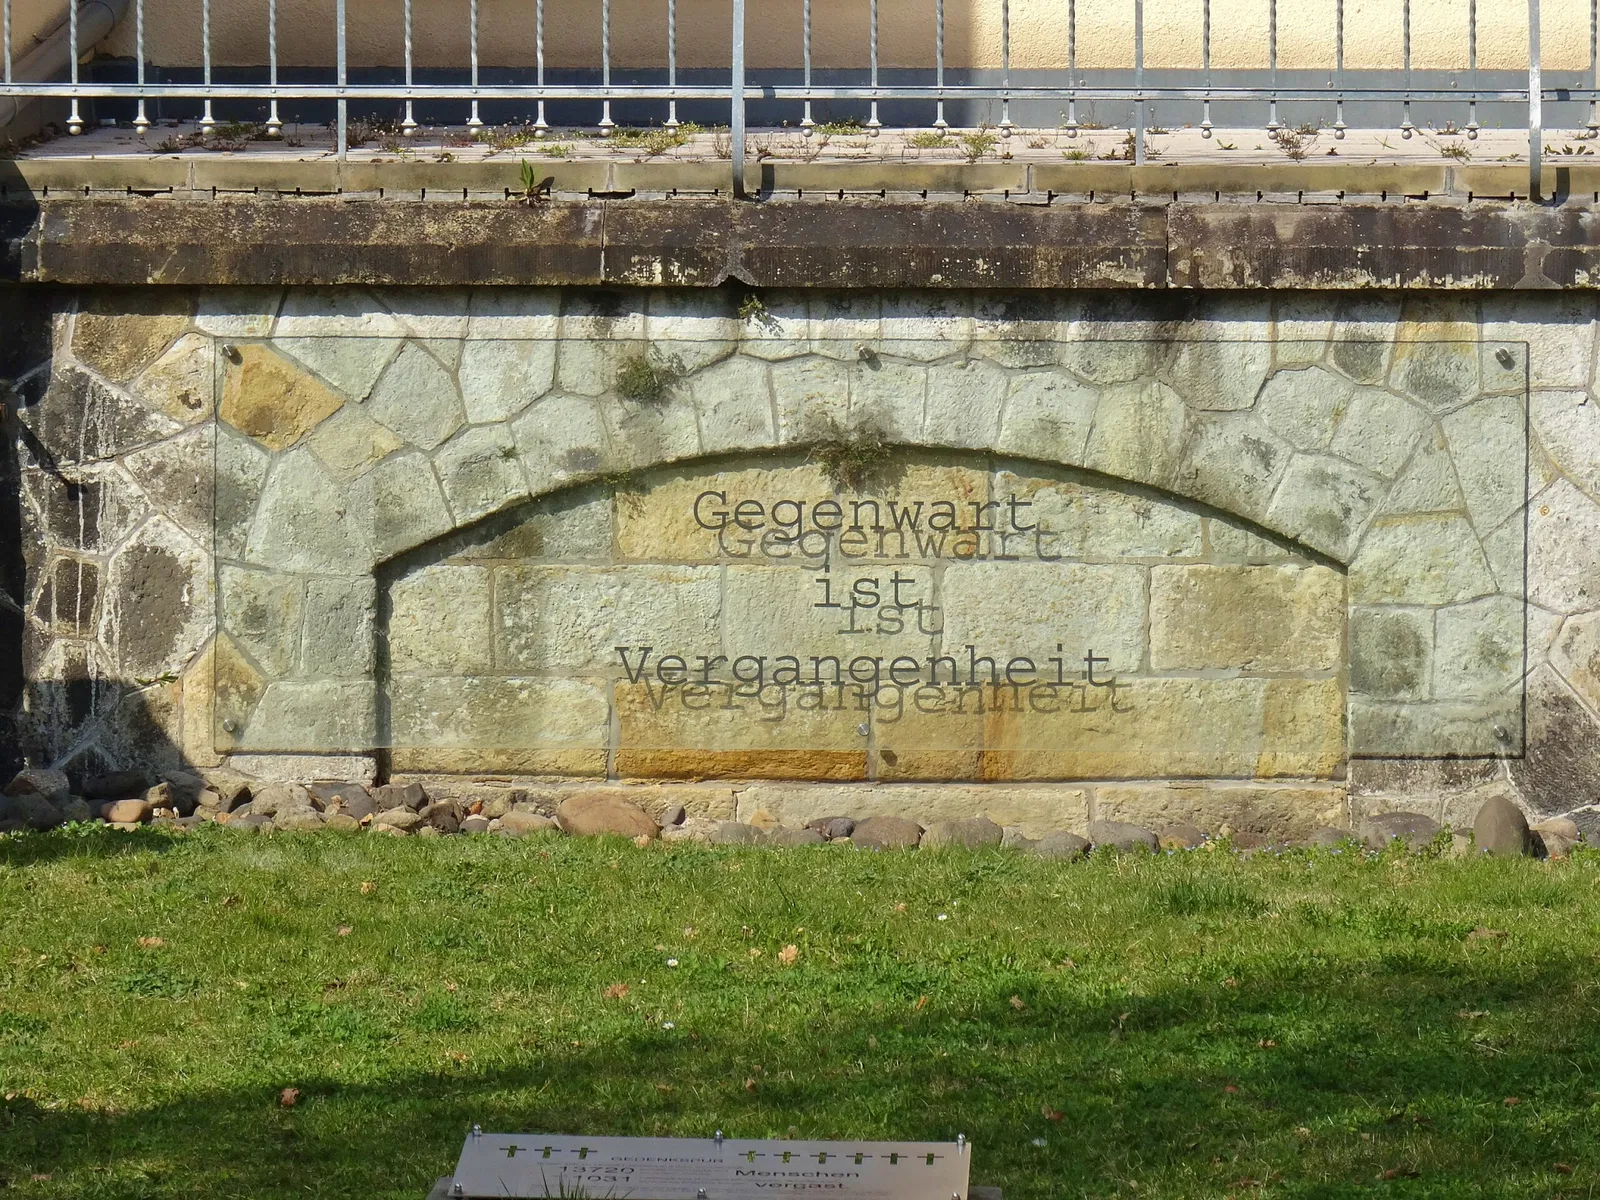 Gegenwart
ist
Vergangenheit
GEDENKSPUR
13720 Menschen
1031 vergast